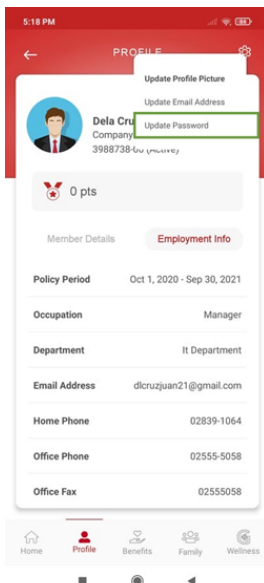 5:18 PM
PROFILE
Update Profile Picture
Update Email Address
Update Password
Dela Cru
Company
3988738-00 (Active)
0 pts
Member Details
Employment Info
Policy Period Oct 1, 2020 - Sep 30, 2021
Occupation Manager
Department It Department
Email Address dlcruzjuan21@gmail.com
Home Phone 02839-1064
Office Phone 02555-5058
Office Fax 02555058
Home Profile Benefits Family Wellness